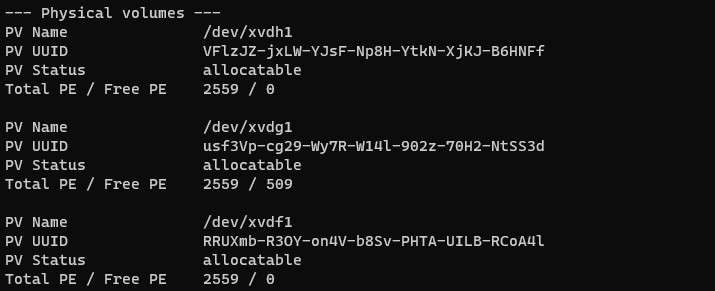 --- Physical volumes ---
PV Name               /dev/xvdh1
PV UUID               VFlzJZ-jxLW-YJsF-Np8H-YtkN-XjKJ-B6HNFf
PV Status             allocatable
Total PE / Free PE    2559 / 0

PV Name               /dev/xvdg1
PV UUID               usf3Vp-cg29-Wy7R-W14l-902z-70H2-NtSS3d
PV Status             allocatable
Total PE / Free PE    2559 / 509

PV Name               /dev/xvdf1
PV UUID               RRUXmb-R3OY-on4V-b8Sv-PHTA-UILB-RCoA4l
PV Status             allocatable
Total PE / Free PE    2559 / 0